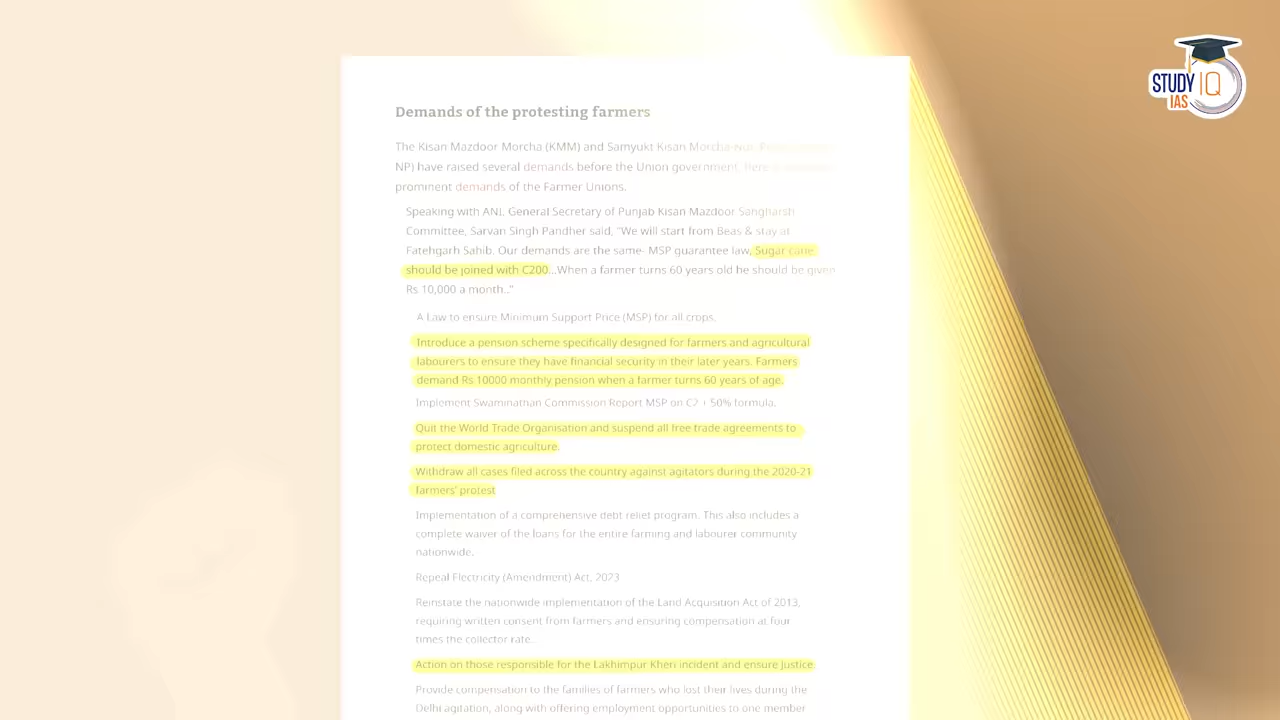 STUDY IQ
IAS
Demands of the protesting farmers
The Kisan Mazdoor Morcha (KMM) and Samyukt Kisan Morcha-
NP) have raised several demands before the Union government. Here
prominent demands of the Farmer Unions.
Speaking with ANI, General Secretary of Punjab Kisan Mazdoor Sangharsh
Committee, Sarvan Singh Pandher said, "We will start from Beas & stay at
Fatehgarh Sahib. Our demands are the same- MSP guarantee law, Sugar cane
should be joined with C200...When a farmer turns 60 years old he should be given
Rs 10,000 a month.."
A Law to ensure Minimum Support Price (MSP) for all crops.
Introduce a pension scheme specifically designed for farmers and agricultural
labourers to ensure they have financial security in their later years. Farmers
demand Rs 10000 monthly pension when a farmer turns 60 years of age.
Implement Swaminathan Commission Report MSP on C2 + 50% formula.
Quit the World Trade Organisation and suspend all free trade agreements to
protect domestic agriculture.
Withdraw all cases filed across the country against agitators during the 2020-21
farmers' protest
Implementation of a comprehensive debt relief program. This also includes a
complete waiver of the loans for the entire farming and labourer community
nationwide.
Repeal Electricity (Amendment) Act, 2023
Reinstate the nationwide implementation of the Land Acquisition Act of 2013,
requiring written consent from farmers and ensuring compensation at four
times the collector rate.
Action on those responsible for the Lakhimpur Kheri incident and ensure Justice.
Provide compensation to the families of farmers who lost their lives during the
Delhi agitation, along with offering employment opportunities to one member